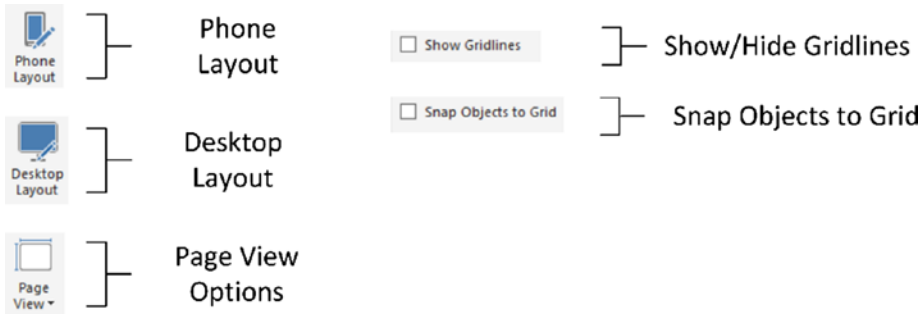 Phone
Layout
Phone
Layout
Desktop
Layout
Desktop
Layout
Page
View
Page View
Options
Show Gridlines
Show/Hide Gridlines
Snap Objects to Grid
Snap Objects to Grid